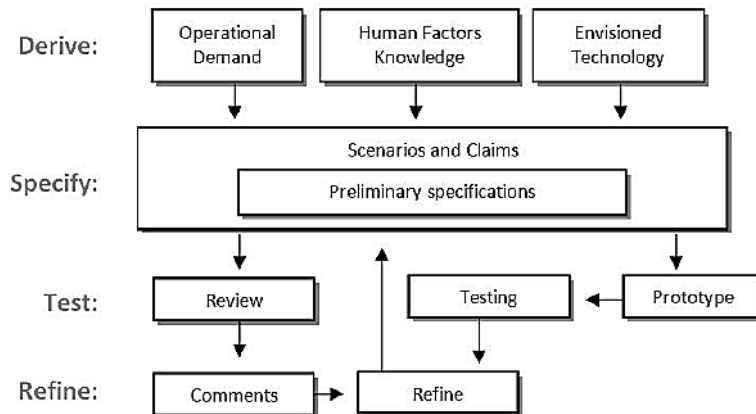 Derive:
Operational
Demand
Human Factors
Knowledge
Envisioned
Technology
Specify:
Scenarios and Claims
Preliminary specifications
Test:
Review
Testing
Prototype
Refine:
Comments
Refine